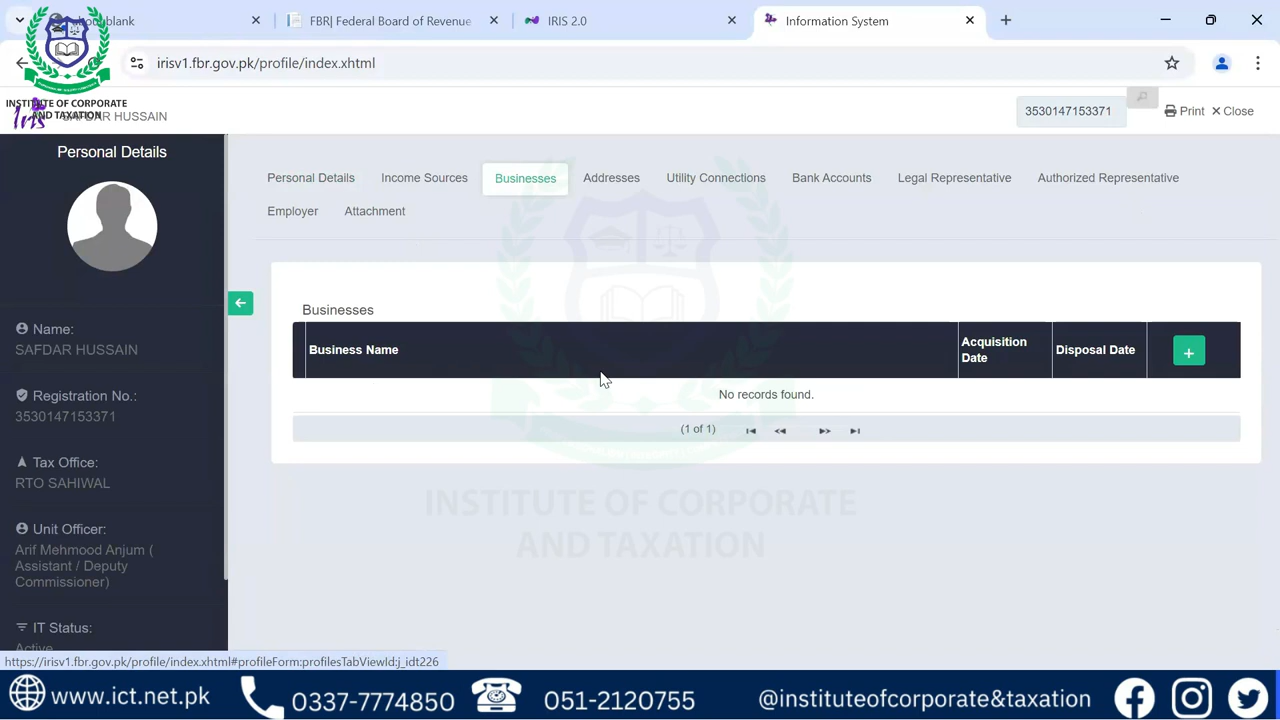 about:blank
FBR| Federal Board of Revenue
IRIS 2.0
Information System
irisv1.fbr.gov.pk/profile/index.xhtml
INSTITUTE OF CORPORATE
AND TAXATION
Iris
SAFDAR HUSSAIN
3530147153371
Print
Close
Personal Details
Personal Details
Income Sources
Businesses
Addresses
Utility Connections
Bank Accounts
Legal Representative
Authorized Representative
Employer
Attachment
Name:
SAFDAR HUSSAIN
Registration No.:
3530147153371
Tax Office:
RTO SAHIWAL
Unit Officer:
Arif Mehmood Anjum (
Assistant / Deputy
Commissioner)
IT Status:
Active
Businesses
Business Name
Acquisition
Date
Disposal Date
+
No records found.
(1 of 1)
INSTITUTE OF CORPORATE
AND TAXATION
https://irisv1.fbr.gov.pk/profile/index.xhtml#profileForm:profilesTabViewId:j_idt226
www.ict.net.pk
0337-7774850
051-2120755
@instituteofcorporate&taxation